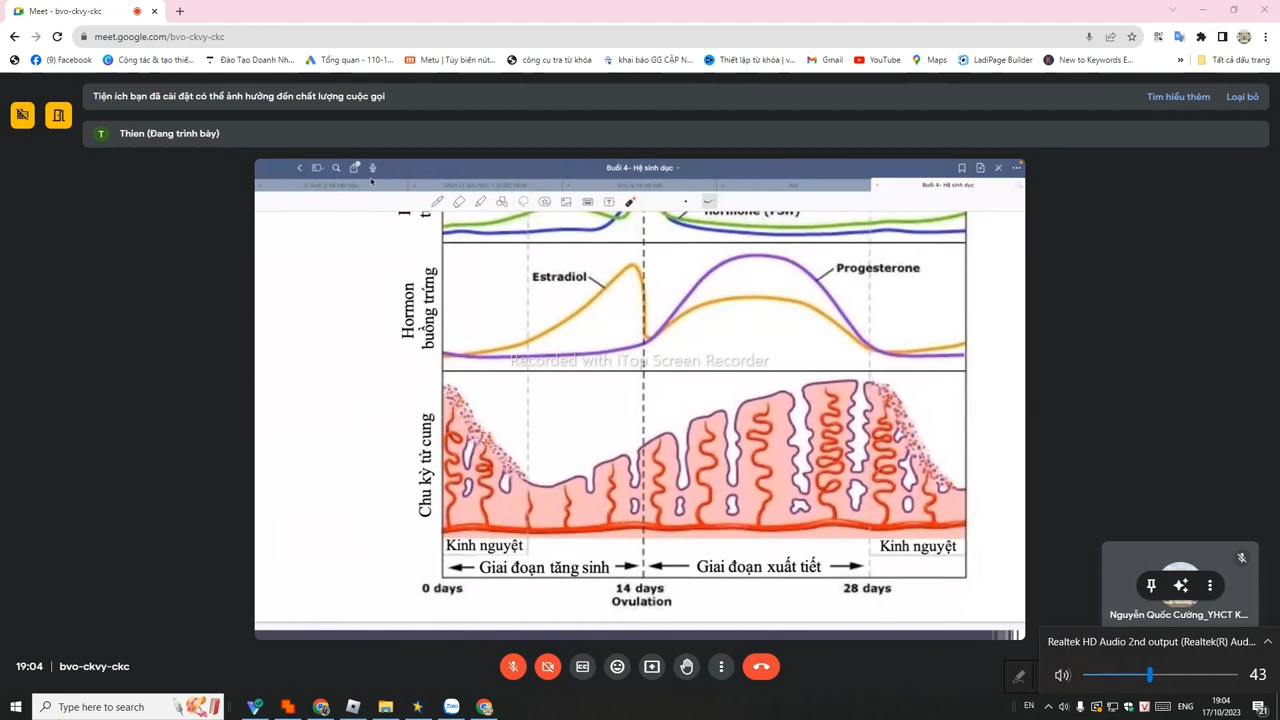 Meet - bvo-ckvy-ckc
meet.google.com/bvo-ckvy-ckc
(9) Facebook
Công tác & tạo thiế...
Đào Tạo Doanh Nh...
Tổng quan - 110-1...
Metu | Tùy biến nút...
công cụ tra từ khóa
khai báo GG CẤP N...
Thiết lập từ khóa | v...
Gmail
YouTube
Maps
LadiPage Builder
New to Keywords E...
Tất cả dấu trang
Tiện ích bạn đã cài đặt có thể ảnh hưởng đến chất lượng cuộc gọi
Tìm hiểu thêm
Loại bỏ
T
Thien (Đang trình bày)
Buổi 4- Hệ sinh dục
Buổi 4- Hệ sinh dục
hormone (FSH)
Hormon
buồng trứng
Estradiol
Progesterone
Recorded with iTop Screen Recorder
Chu kỳ tử cung
Kinh nguyệt
Kinh nguyệt
Giai đoạn tăng sinh
Giai đoạn xuất tiết
0 days
14 days
28 days
Ovulation
Nguyễn Quốc Cường_YHCT K...
Realtek HD Audio 2nd output (Realtek(R) Aud...
43
19:04
bvo-ckvy-ckc
Type here to search
EN
ENG
19:04
17/10/2023
21